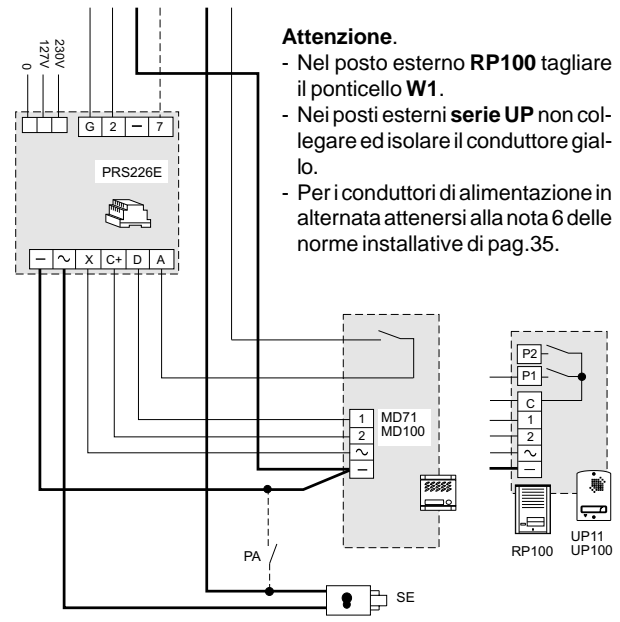 Attenzione.
- Nel posto esterno RP100 tagliare
il ponticello W1.
- Nei posti esterni serie UP non col-
legare ed isolare il conduttore gial-
lo.
- Per i conduttori di alimentazione in
alternata attenersi alla nota 6 delle
norme installative di pag.35.
0
127V
230V
G 2 – 7
PRS226E
– ~ X C+ D A
1
2
~
–
MD71
MD100
P2
P1
C
1
2
~
–
RP100
UP11
UP100
PA
SE